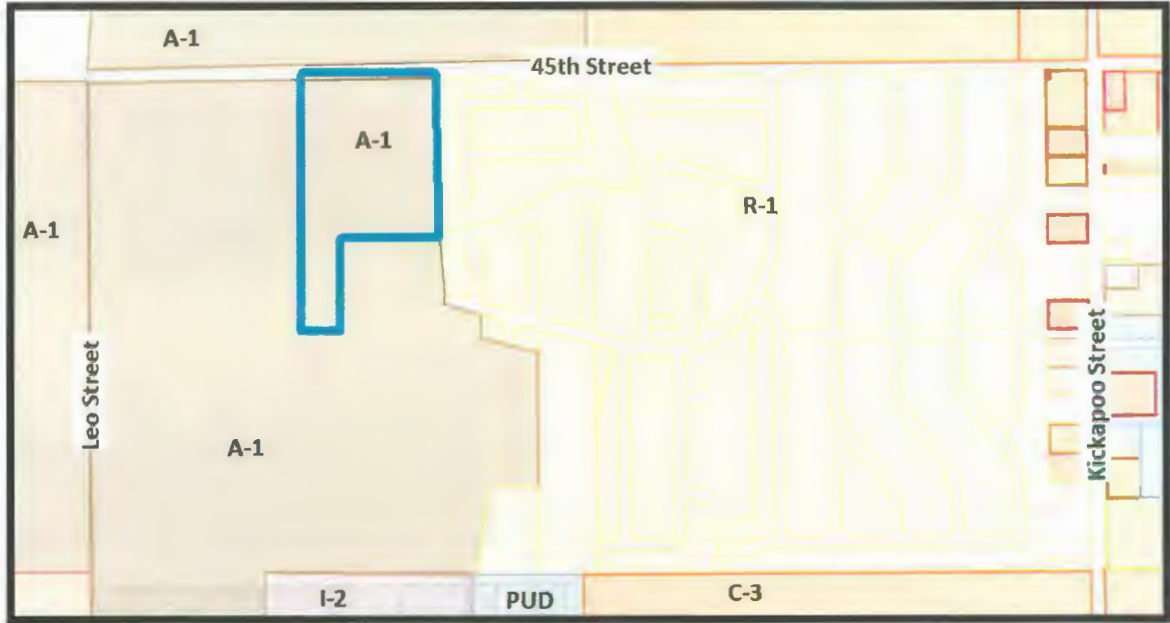 A-1
45th Street
A-1
R-1
A-1
Leo Street
Kickapoo Street
A-1
I-2
PUD
C-3